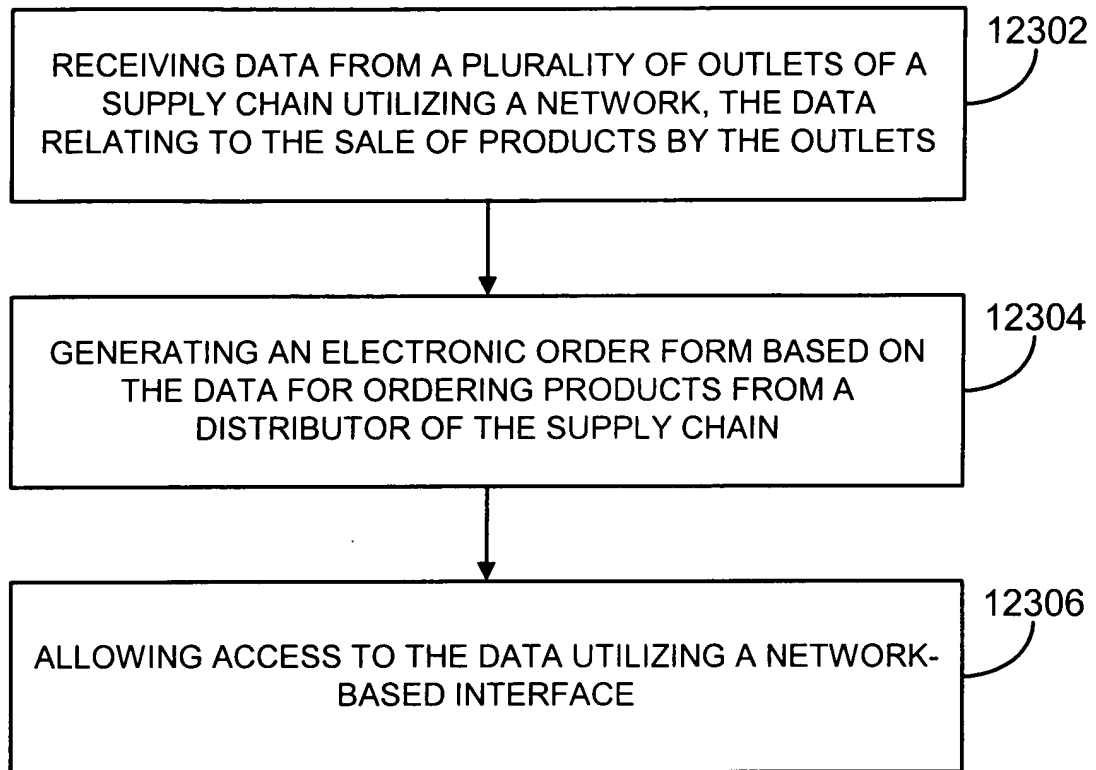 12302
RECEIVING DATA FROM A PLURALITY OF OUTLETS OF A
SUPPLY CHAIN UTILIZING A NETWORK, THE DATA
RELATING TO THE SALE OF PRODUCTS BY THE OUTLETS
12304
GENERATING AN ELECTRONIC ORDER FORM BASED ON
THE DATA FOR ORDERING PRODUCTS FROM A
DISTRIBUTOR OF THE SUPPLY CHAIN
12306
ALLOWING ACCESS TO THE DATA UTILIZING A NETWORK-
BASED INTERFACE